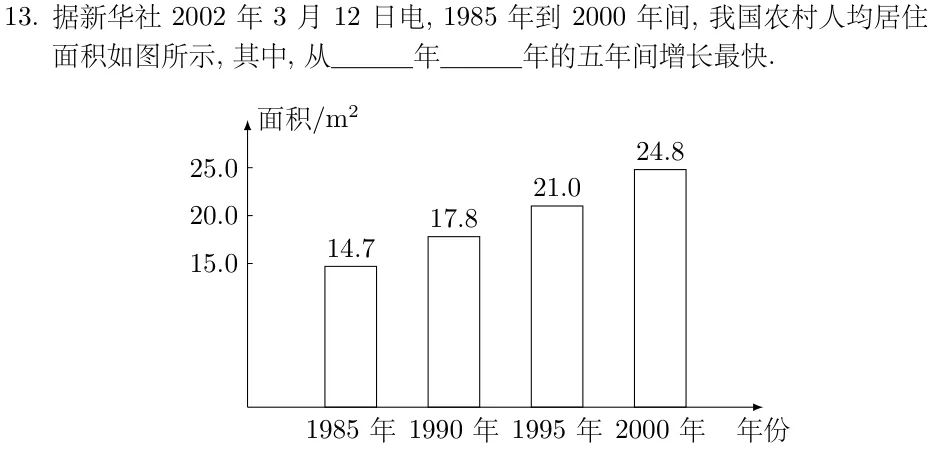 13. 据新华社 2002 年 3 月 12 日电, 1985 年到 2000 年间, 我国农村人均居住
面积如图所示, 其中, 从______年______年的五年间增长最快.
面积/m²
24.8
25.0
21.0
20.0
17.8
15.0
14.7
1985 年 1990 年 1995 年 2000 年 年份